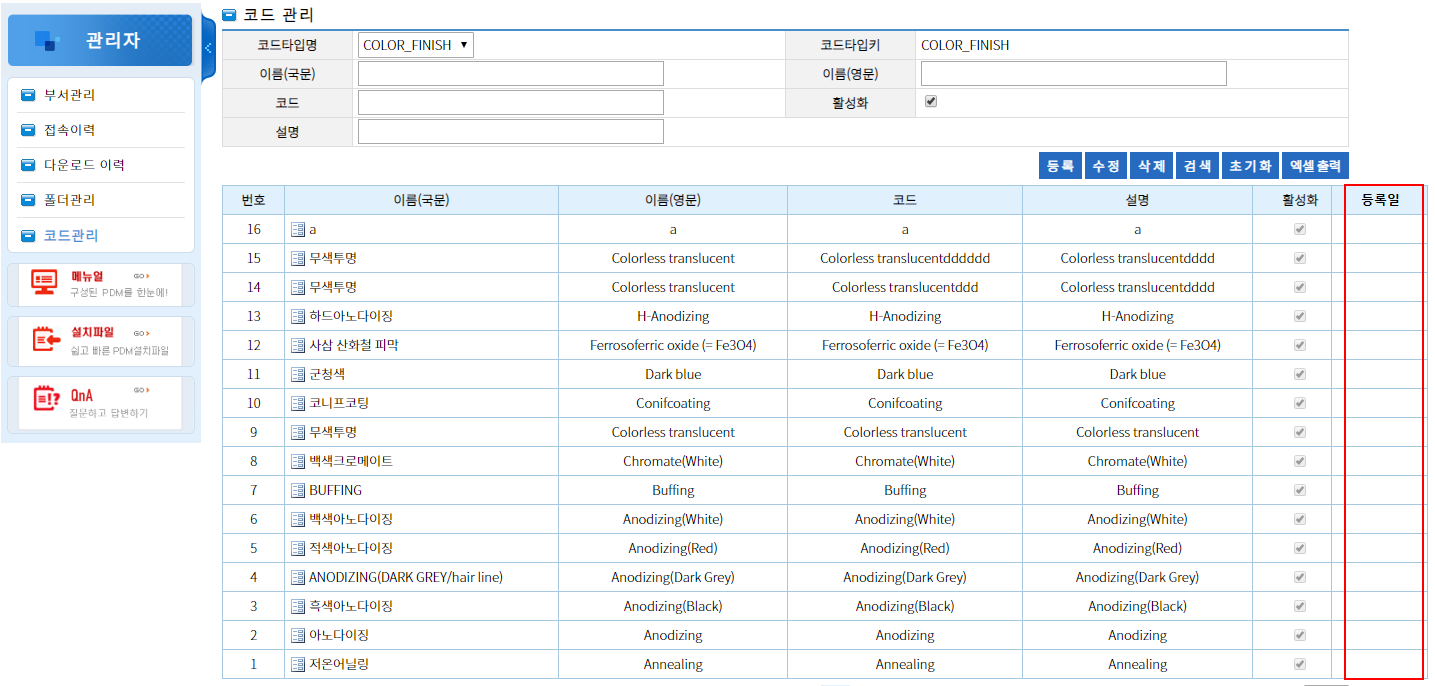 관리자
부서관리
접속이력
다운로드 이력
폴더관리
코드관리
메뉴얼 GO
구성된 PDM를 한눈에!
설치파일 GO
쉽고 빠른 PDM설치파일
QnA GO
질문하고 답변하기
코드 관리
코드타입명 COLOR_FINISH 코드타입키 COLOR_FINISH
이름(국문) 이름(영문)
코드 활성화
설명
등록 수정 삭제 검색 초기화 엑셀출력
번호 이름(국문) 이름(영문) 코드 설명 활성화 등록일
16 a a a a
15 무색투명 Colorless translucent Colorless translucentdddddd Colorless translucentdddd
14 무색투명 Colorless translucent Colorless translucentddd Colorless translucentdddd
13 하드아노다이징 H-Anodizing H-Anodizing H-Anodizing
12 사삼 산화철 피막 Ferrosoferric oxide (= Fe3O4) Ferrosoferric oxide (= Fe3O4) Ferrosoferric oxide (= Fe3O4)
11 군청색 Dark blue Dark blue Dark blue
10 코니프코팅 Conifcoating Conifcoating Conifcoating
9 무색투명 Colorless translucent Colorless translucent Colorless translucent
8 백색크로메이트 Chromate(White) Chromate(White) Chromate(White)
7 BUFFING Buffing Buffing Buffing
6 백색아노다이징 Anodizing(White) Anodizing(White) Anodizing(White)
5 적색아노다이징 Anodizing(Red) Anodizing(Red) Anodizing(Red)
4 ANODIZING(DARK GREY/hair line) Anodizing(Dark Grey) Anodizing(Dark Grey) Anodizing(Dark Grey)
3 흑색아노다이징 Anodizing(Black) Anodizing(Black) Anodizing(Black)
2 아노다이징 Anodizing Anodizing Anodizing
1 저온어닐링 Annealing Annealing Annealing